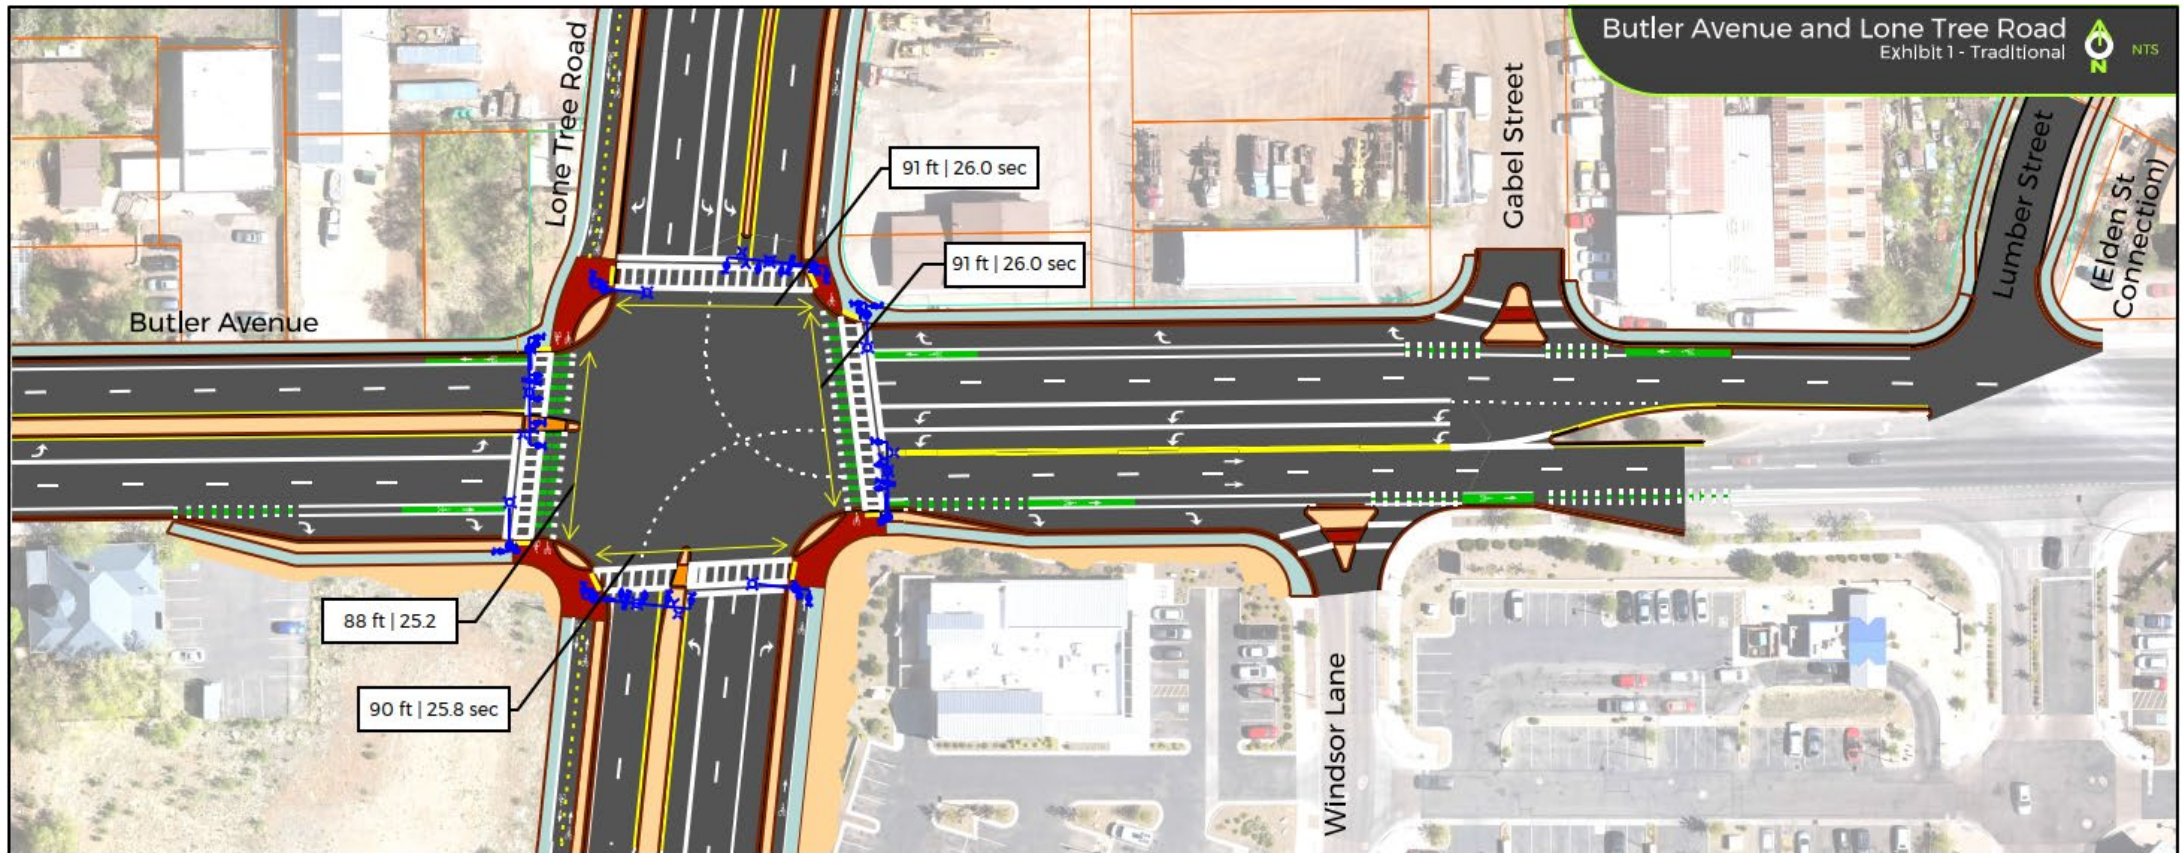 Butler Avenue and Lone Tree Road
Exhibit 1 - Traditional
N
NTS
Lone Tree Road
91 ft | 26.0 sec
91 ft | 26.0 sec
Gabel Street
Lumber Street
(Elden St
Connection)
Butler Avenue
88 ft | 25.2
90 ft | 25.8 sec
Windsor Lane